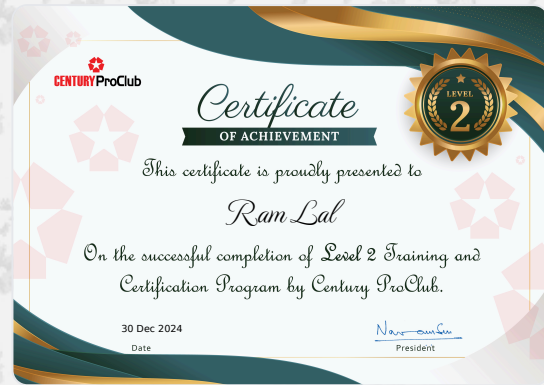 CENTURY ProClub
LEVEL
2
Certificate
OF ACHIEVEMENT
This certificate is proudly presented to
Ram Lal
On the successful completion of Level 2 Training and
Certification Program by Century ProClub.
30 Dec 2024
Date
President